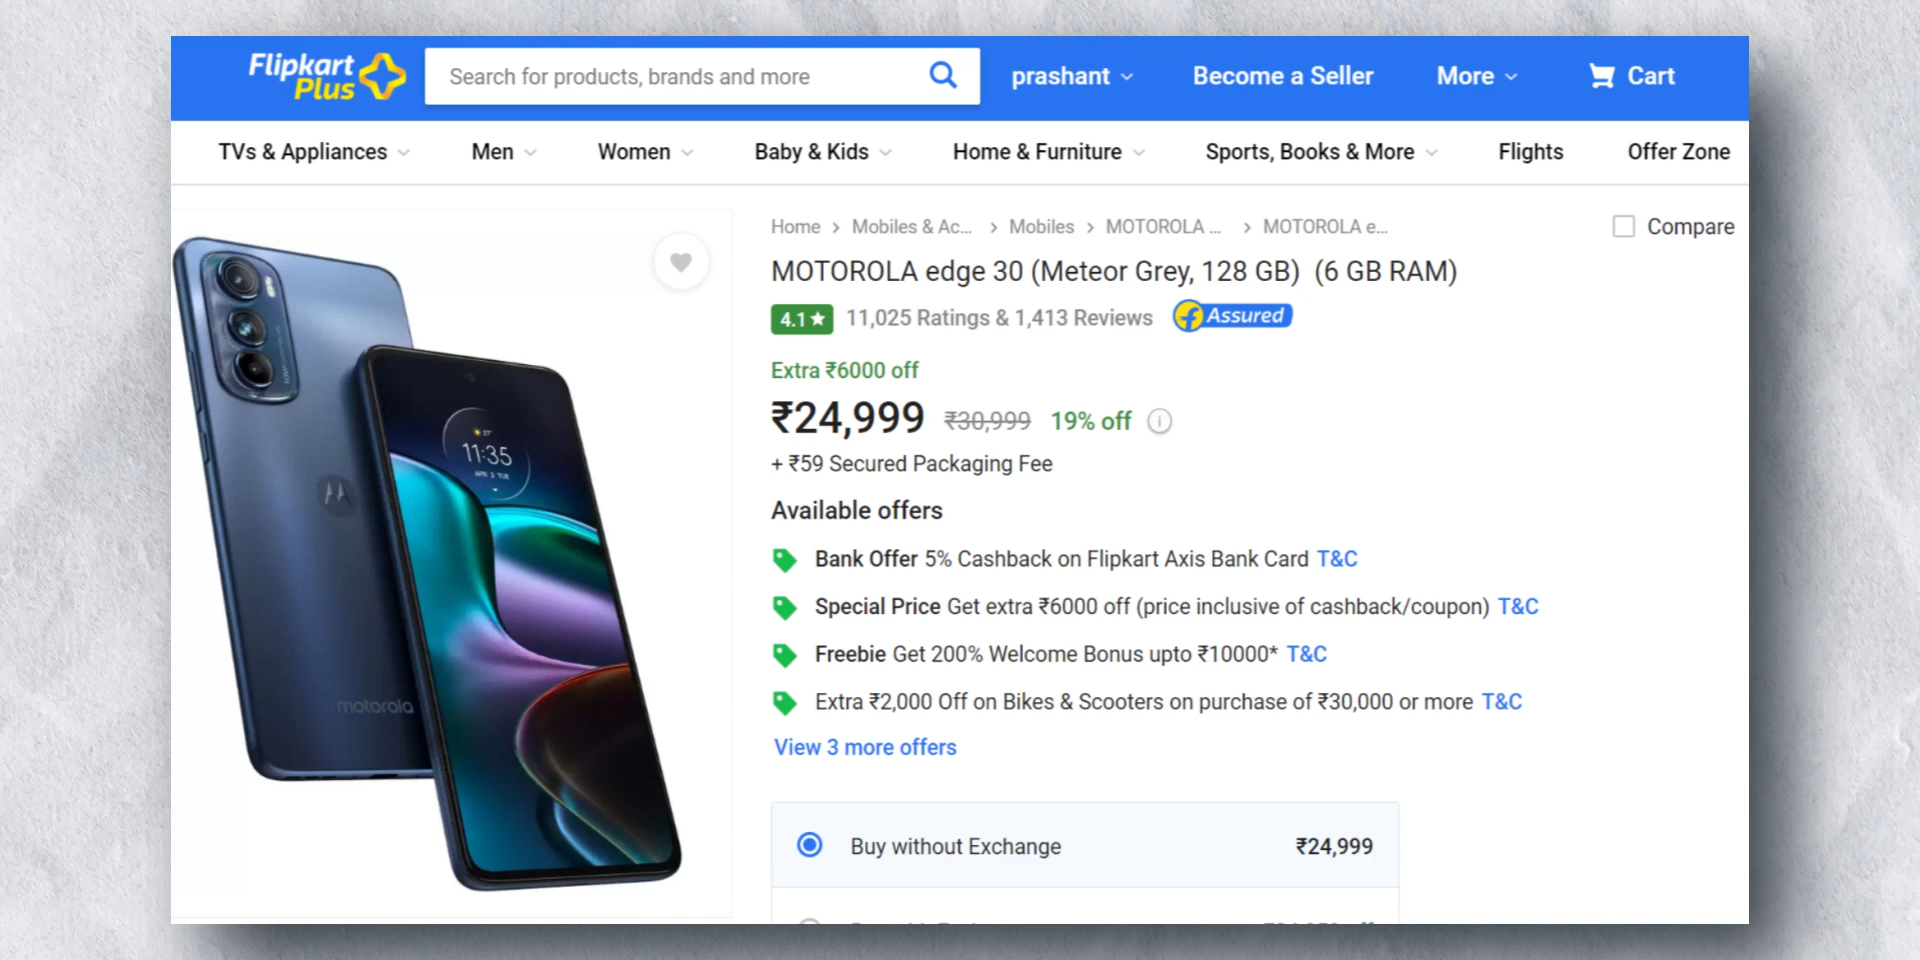 Flipkart
Plus
Search for products, brands and more
prashant
Become a Seller
More
Cart
TVs & Appliances
Men
Women
Baby & Kids
Home & Furniture
Sports, Books & More
Flights
Offer Zone
Home > Mobiles & Ac... > Mobiles > MOTOROLA ... > MOTOROLA e...
Compare
MOTOROLA edge 30 (Meteor Grey, 128 GB) (6 GB RAM)
4.1★ 11,025 Ratings & 1,413 Reviews
f Assured
Extra ₹6000 off
₹24,999 ₹30,999 19% off i
+ ₹59 Secured Packaging Fee
Available offers
Bank Offer 5% Cashback on Flipkart Axis Bank Card T&C
Special Price Get extra ₹6000 off (price inclusive of cashback/coupon) T&C
Freebie Get 200% Welcome Bonus upto ₹10000* T&C
Extra ₹2,000 Off on Bikes & Scooters on purchase of ₹30,000 or more T&C
View 3 more offers
Buy without Exchange ₹24,999
11:35
APR 3 TUE
motorola